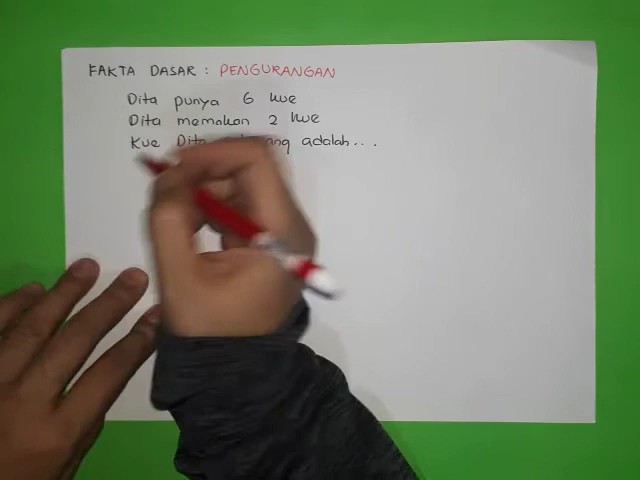 FAKTA DASAR : PENGURANGAN
Dita punya 6 kue
Dita memakan 2 kue
Kue Dita adalah...